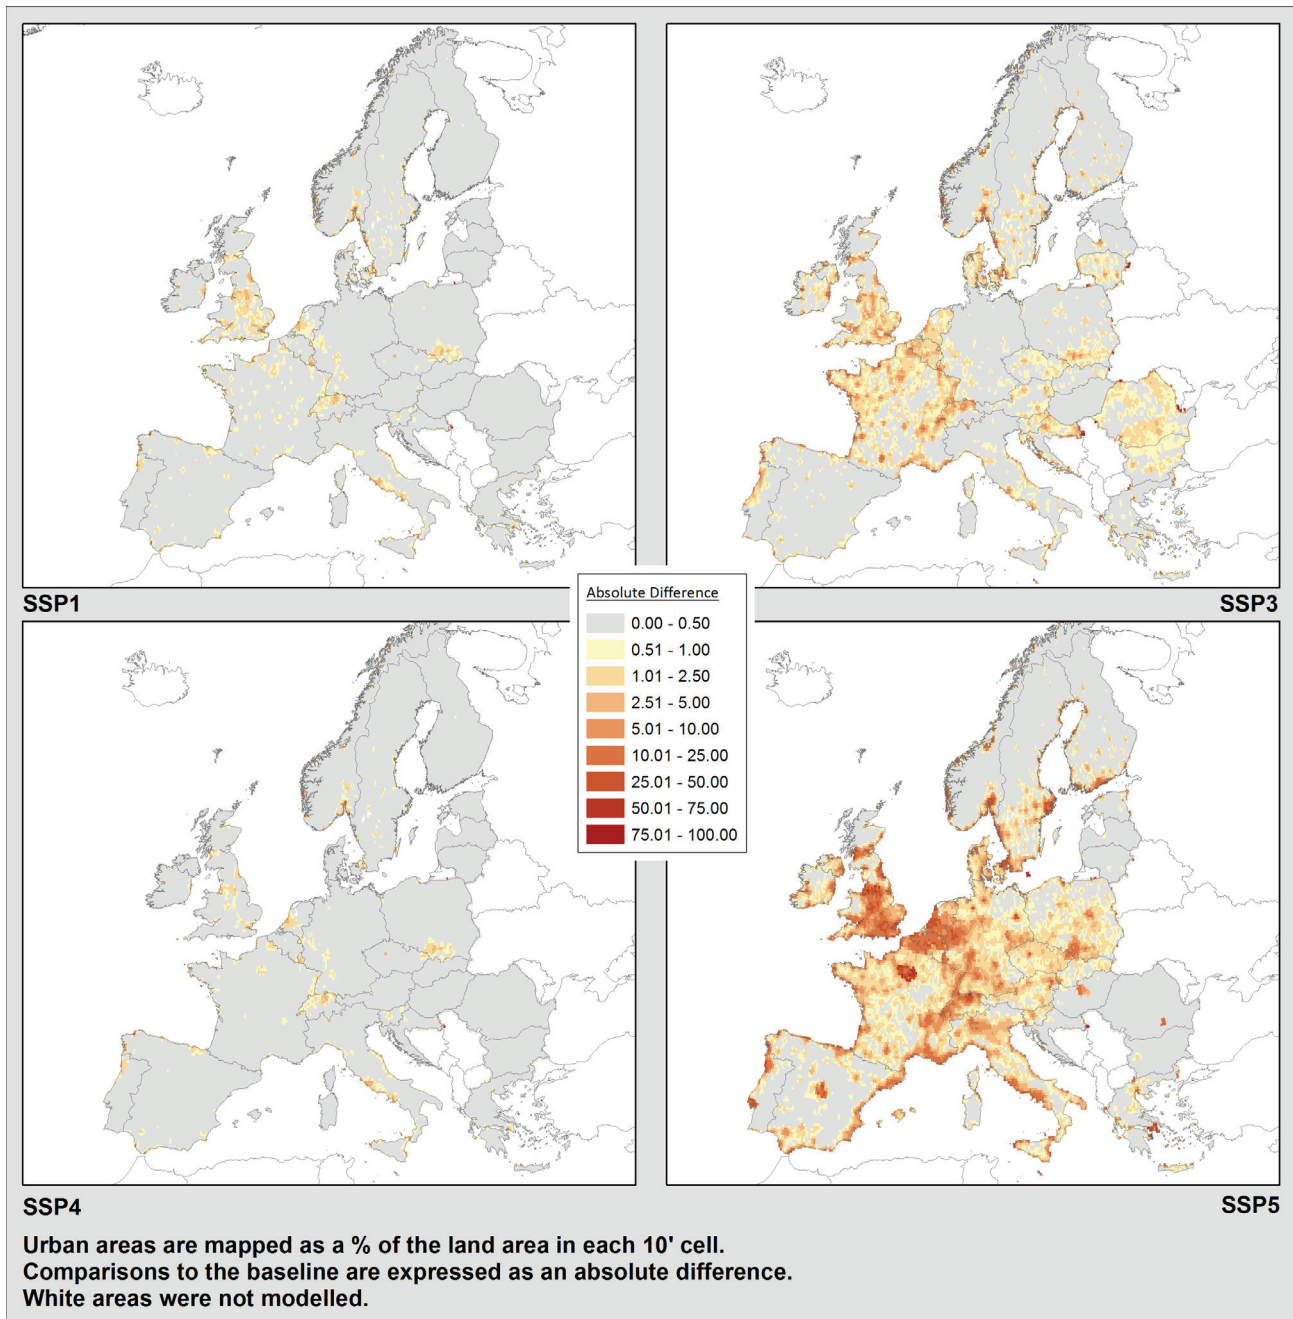 SSP1
SSP3
Absolute Difference
0.00 - 0.50
0.51 - 1.00
1.01 - 2.50
2.51 - 5.00
5.01 - 10.00
10.01 - 25.00
25.01 - 50.00
50.01 - 75.00
75.01 - 100.00
SSP4
SSP5
Urban areas are mapped as a % of the land area in each 10' cell.
Comparisons to the baseline are expressed as an absolute difference.
White areas were not modelled.